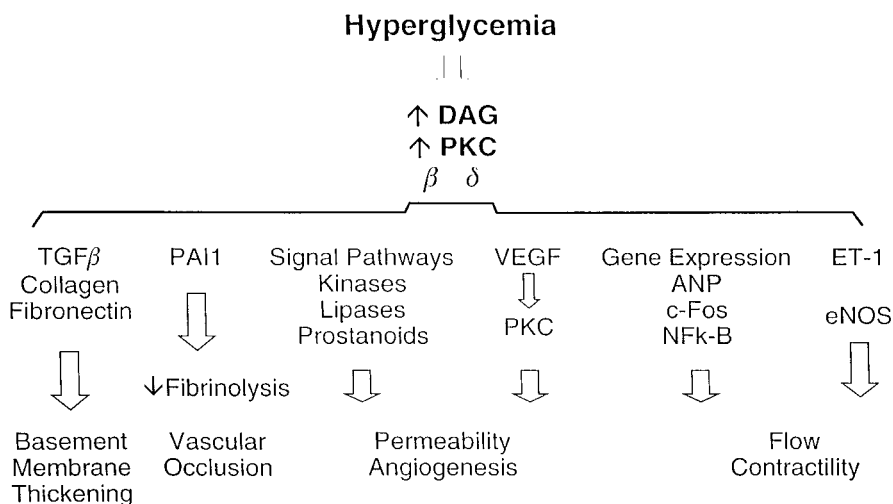 Hyperglycemia
↑ DAG
↑ PKC
β δ
TGFβ
Collagen
Fibronectin
Basement
Membrane
Thickening
PAI1
↓Fibrinolysis
Vascular
Occlusion
Signal Pathways
Kinases
Lipases
Prostanoids
VEGF
PKC
Permeability
Angiogenesis
Gene Expression
ANP
c-Fos
NFk-B
ET-1
eNOS
Flow
Contractility